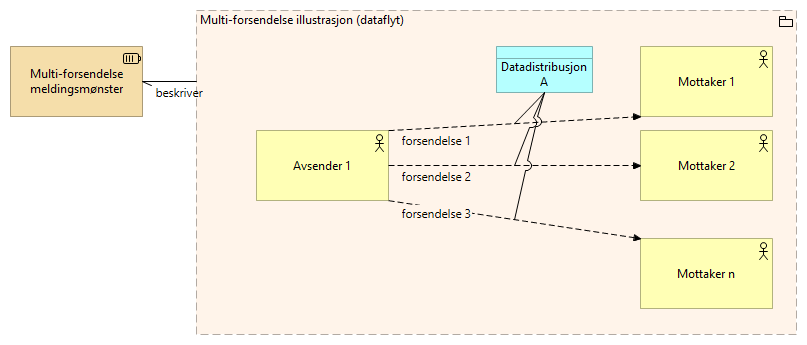 Multi-forsendelse illustrasjon (dataflyt)
Multi-forsendelse
meldingsmønster
beskriver
Datadistribusjon
A
Mottaker 1
Avsender 1
forsendelse 1
forsendelse 2
forsendelse 3
Mottaker 2
Mottaker n